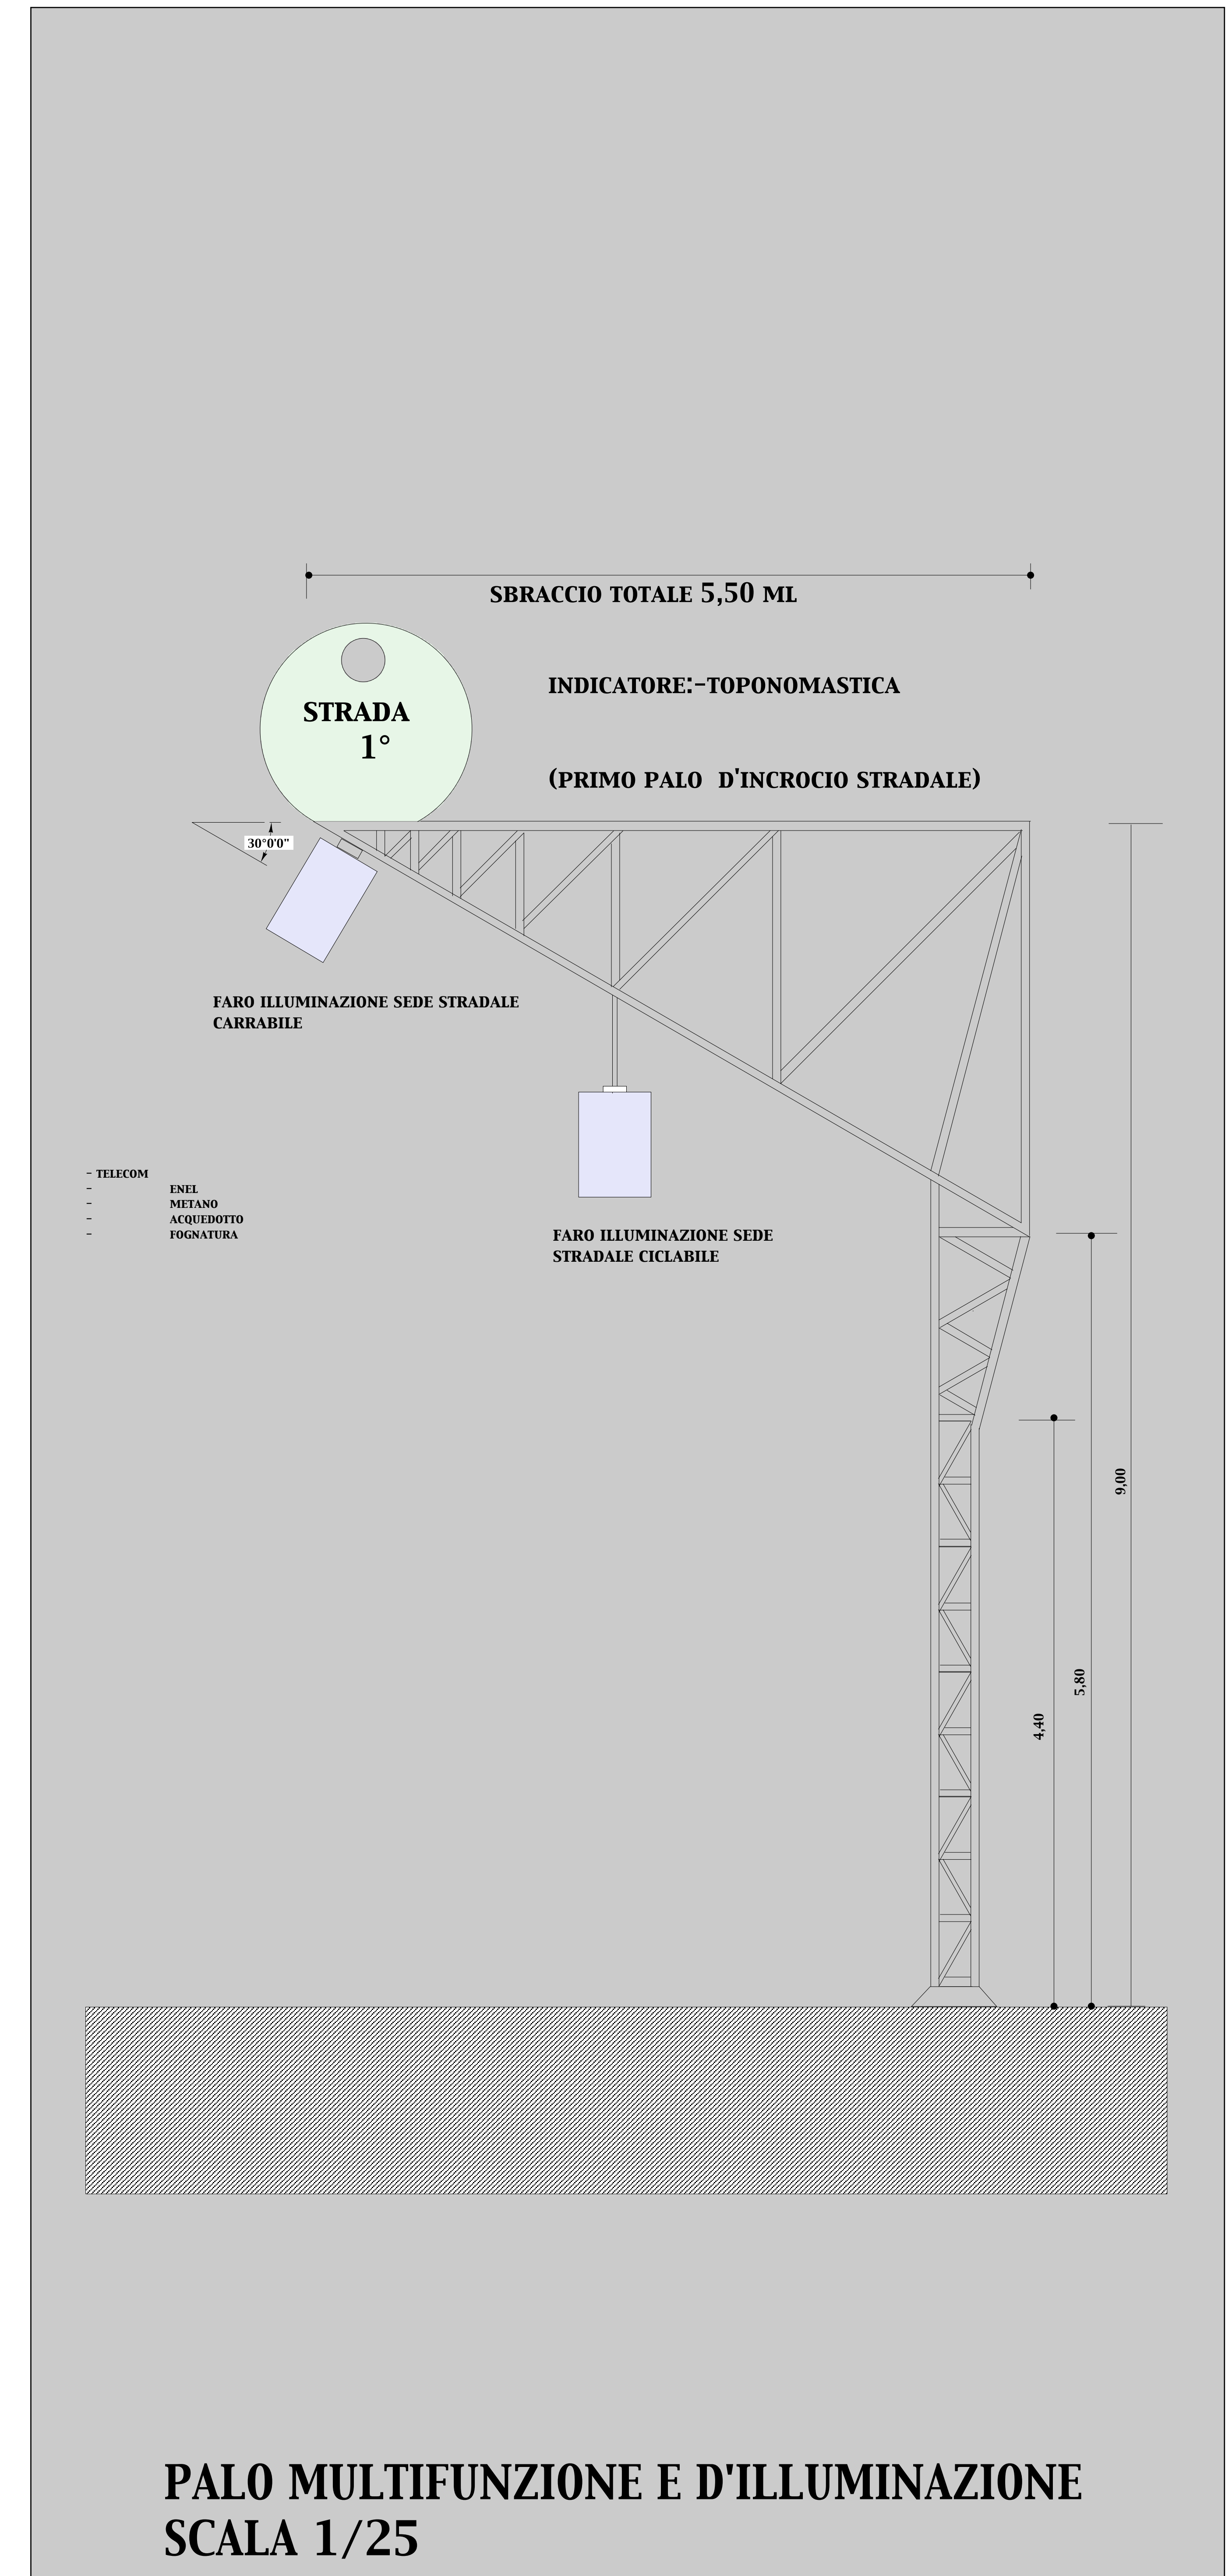 SBRACCIO TOTALE 5,50 ML
INDICATORE:-TOPONOMASTICA
STRADA
1°
(PRIMO PALO D'INCROCIO STRADALE)
30°0'0"
FARO ILLUMINAZIONE SEDE STRADALE
CARRABILE
- TELECOM
- ENEL
- METANO
- ACQUEDOTTO
- FOGNATURA
FARO ILLUMINAZIONE SEDE
STRADALE CICLABILE
9,00
5,80
4,40
PALO MULTIFUNZIONE E D'ILLUMINAZIONE
SCALA 1/25